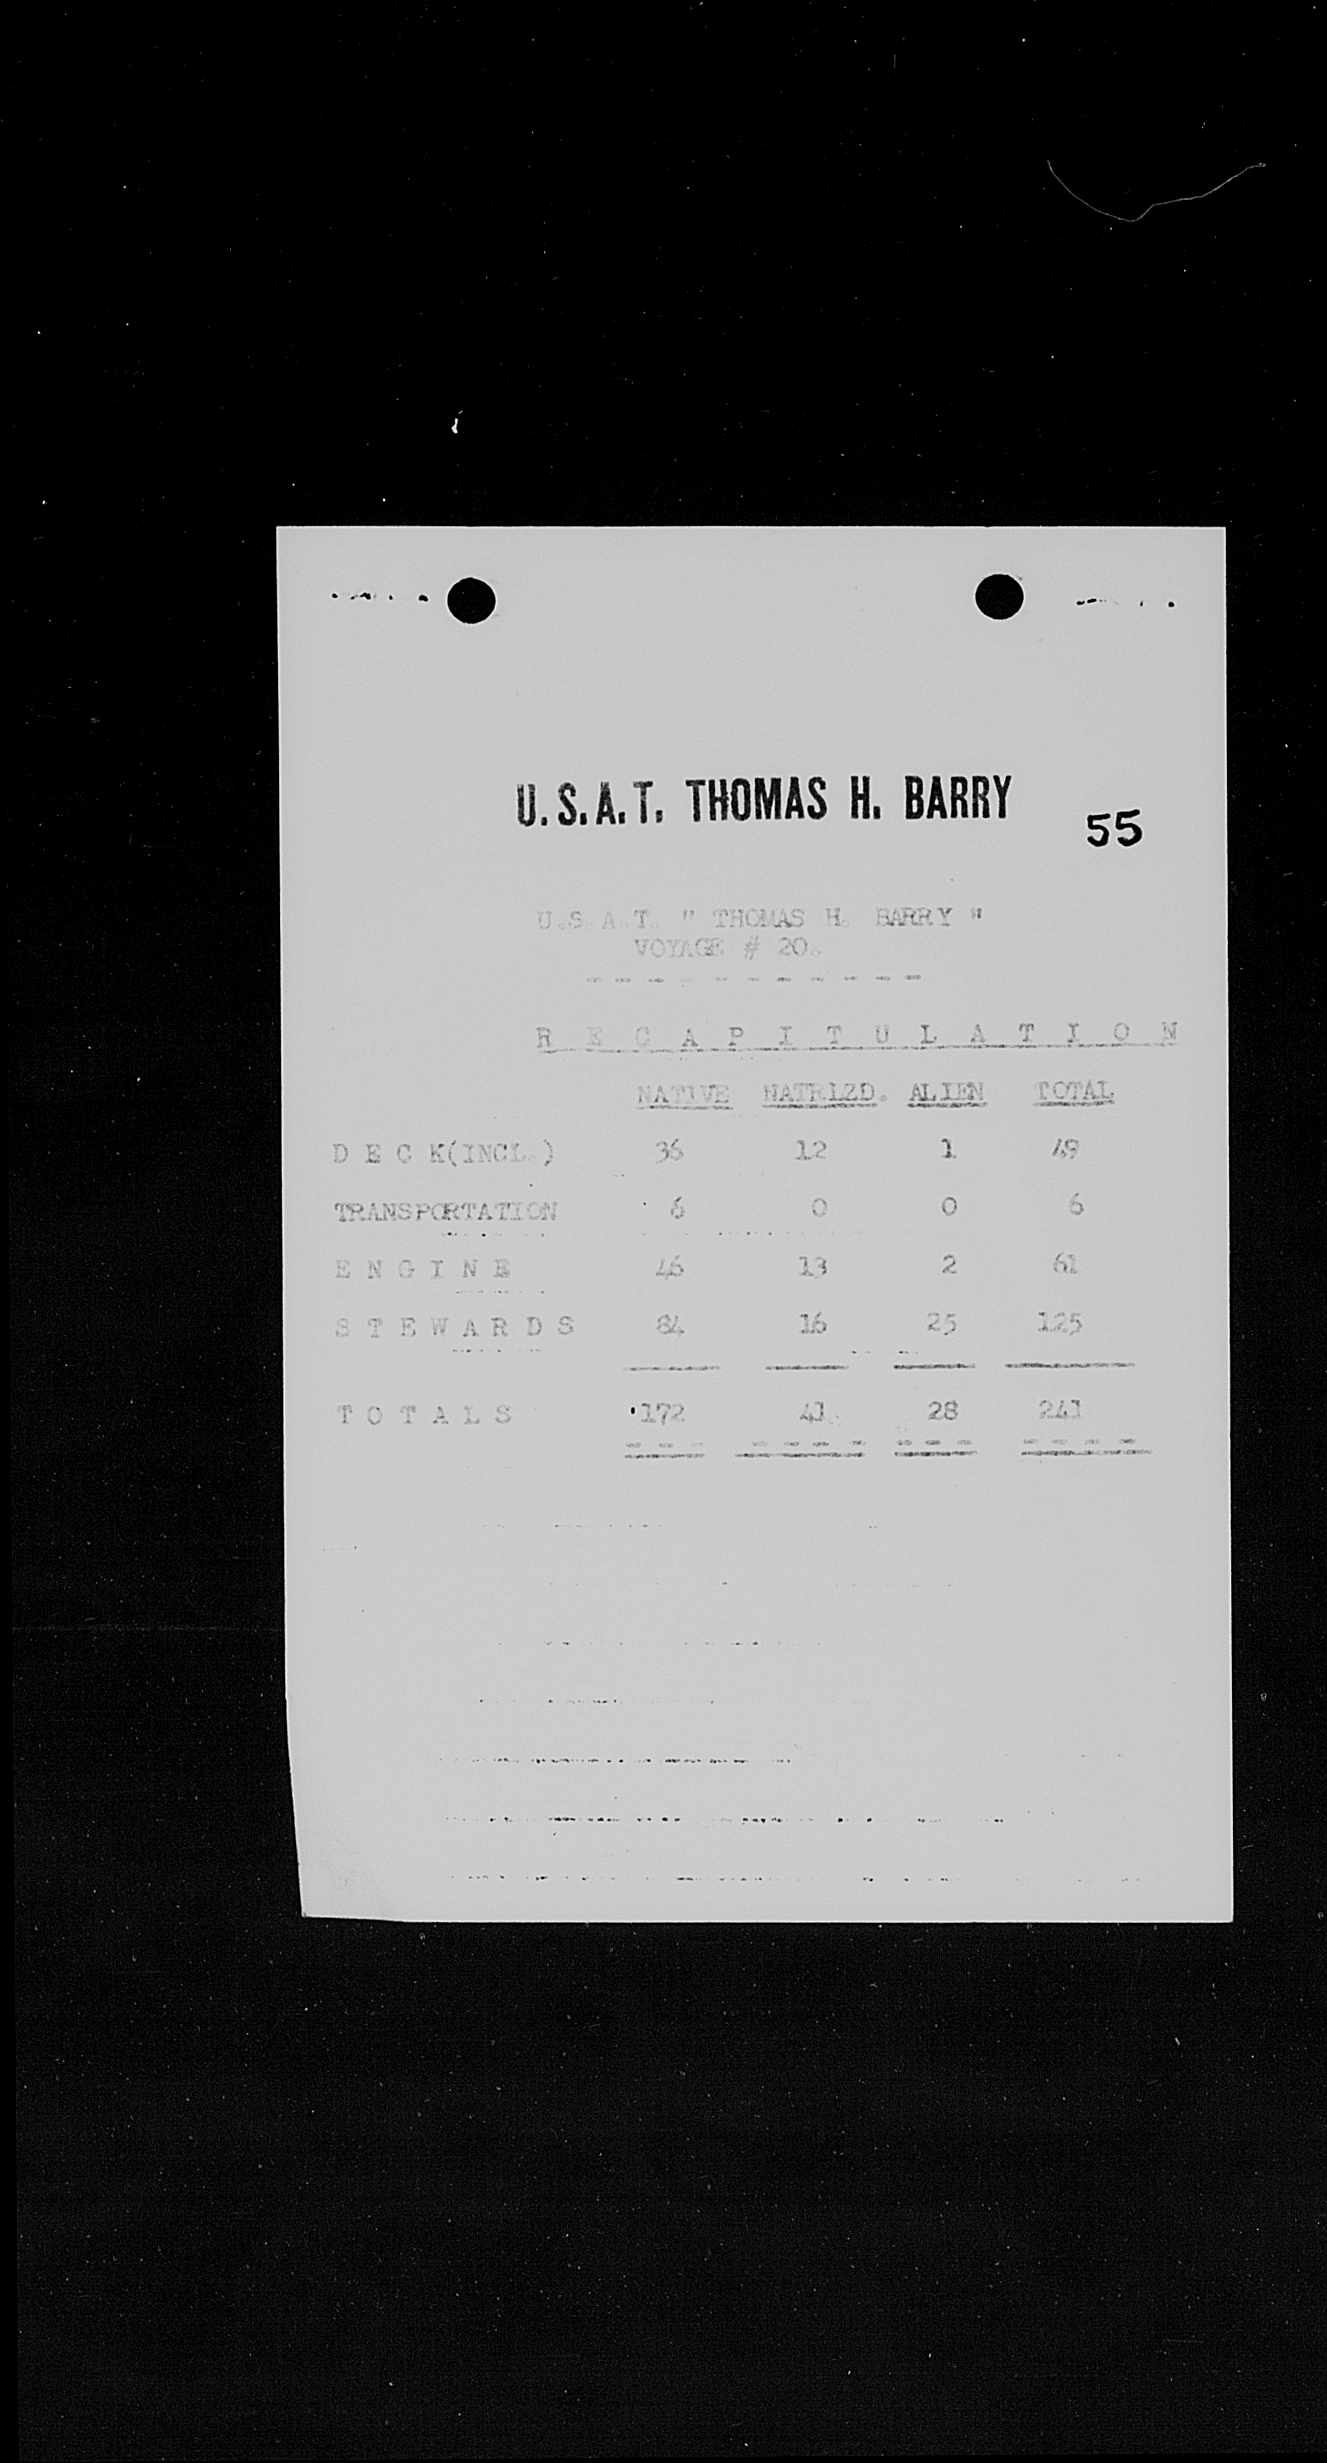 U.S.A.T. THOMAS H. BARRY
55
U.S.A.T. " THOMAS H. BARRY "
VOYAGE # 20.
- - - - - - - - - - -
R E C A P I T U L A T I O N
NATIVE NATRLZD. ALIEN TOTAL
D E C K(INCL.) 36 12 1 49
TRANSPORTATION 6 0 0 6
E N G I N E 46 13 2 61
S T E W A R D S 84 16 25 125
T O T A L S 172 41 28 241